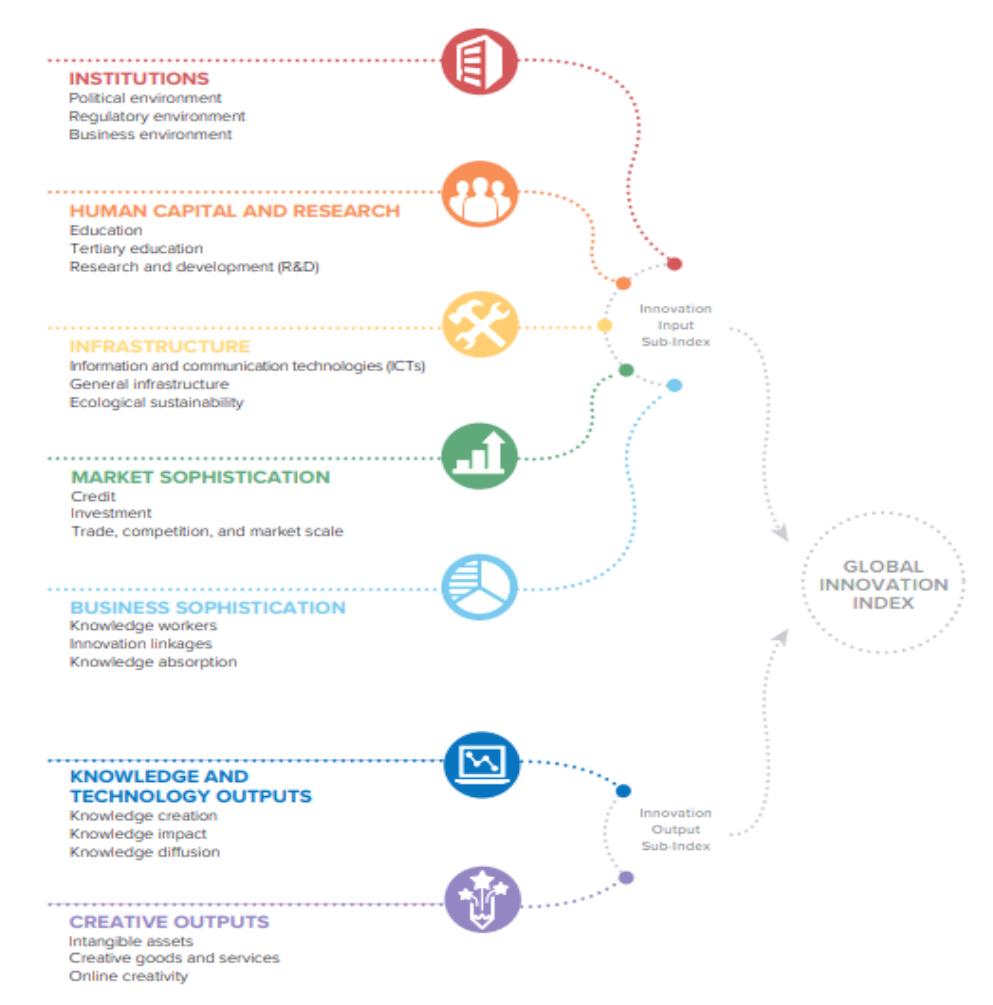 INSTITUTIONS
Political environment
Regulatory environment
Business environment
HUMAN CAPITAL AND RESEARCH
Education
Tertiary education
Research and development (R&D)
INFRASTRUCTURE
Information and communication technologies (ICTs)
General infrastructure
Ecological sustainability
MARKET SOPHISTICATION
Credit
Investment
Trade, competition, and market scale
BUSINESS SOPHISTICATION
Knowledge workers
Innovation linkages
Knowledge absorption
Innovation
Input
Sub-Index
KNOWLEDGE AND
TECHNOLOGY OUTPUTS
Knowledge creation
Knowledge impact
Knowledge diffusion
CREATIVE OUTPUTS
Intangible assets
Creative goods and services
Online creativity
Innovation
Output
Sub-Index
GLOBAL
INNOVATION
INDEX